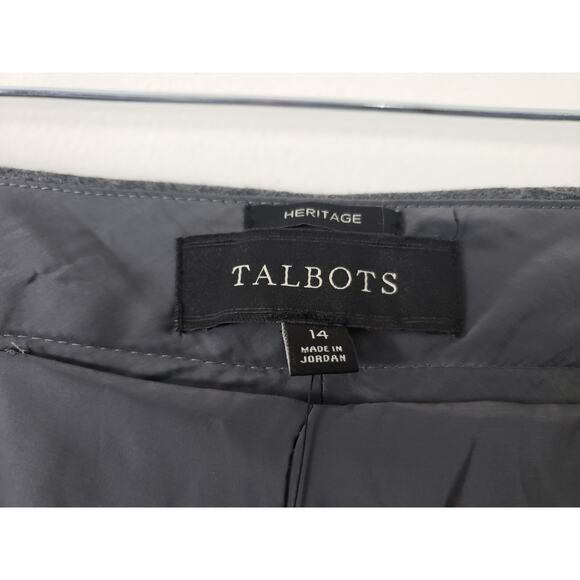 HERITAGE
TALBOTS
14
MADE IN
JORDAN